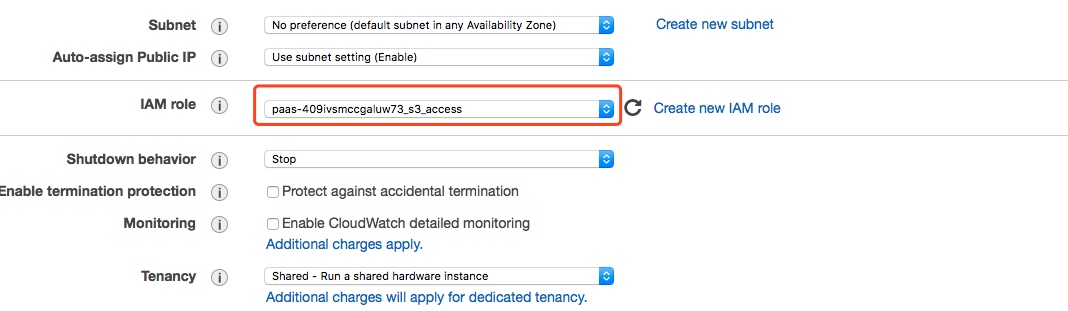 Subnet i No preference (default subnet in any Availability Zone) Create new subnet
Auto-assign Public IP i Use subnet setting (Enable)
IAM role i paas-409ivsmccgaluw73_s3_access Create new IAM role
Shutdown behavior i Stop
Enable termination protection i Protect against accidental termination
Monitoring i Enable CloudWatch detailed monitoring
Additional charges apply.
Tenancy i Shared - Run a shared hardware instance
Additional charges will apply for dedicated tenancy.